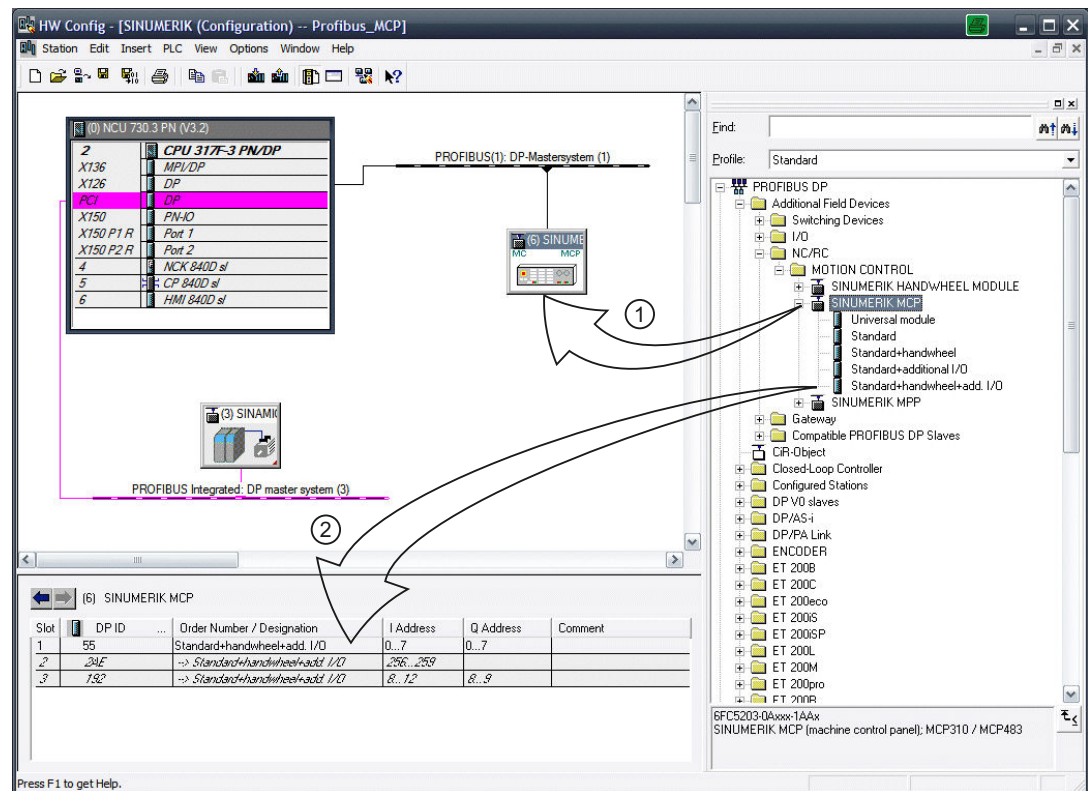 HW Config - [SINUMERIK (Configuration) -- Profibus_MCP]
Station Edit Insert PLC View Options Window Help
(0) NCU 730.3 PN (V3.2)
2 CPU 317F-3 PN/DP
X136 MPI/DP
X126 DP
PCI DP
X150 PN-IO
X150 P1 R Port 1
X150 P2 R Port 2
4 NCK 840D sl
5 CP 840D sl
6 HMI 840D sl
PROFIBUS(1): DP-Mastersystem (1)
(6) SINUME
MC MCP
1
(3) SINAMI
PROFIBUS Integrated: DP master system (3)
2
(6) SINUMERIK MCP
Slot DP ID ... Order Number / Designation I Address Q Address Comment
1 55 Standard+handwheel+add. I/O 0...7 0...7
2 2AE --> Standard+handwheel+add. I/O 256...259
3 192 --> Standard+handwheel+add. I/O 8...12 8...9
Find:
Profile: Standard
PROFIBUS DP
Additional Field Devices
Switching Devices
I/O
NC/RC
MOTION CONTROL
SINUMERIK HANDWHEEL MODULE
SINUMERIK MCP
Universal module
Standard
Standard+handwheel
Standard+additional I/O
Standard+handwheel+add. I/O
SINUMERIK MPP
Gateway
Compatible PROFIBUS DP Slaves
CiR-Object
Closed-Loop Controller
Configured Stations
DP V0 slaves
DP/AS-i
DP/PA Link
ENCODER
ET 200B
ET 200C
ET 200eco
ET 200iS
ET 200iSP
ET 200L
ET 200M
ET 200pro
ET 200R
6FC5203-0Axxx-1AAx
SINUMERIK MCP (machine control panel); MCP310 / MCP483
Press F1 to get Help.